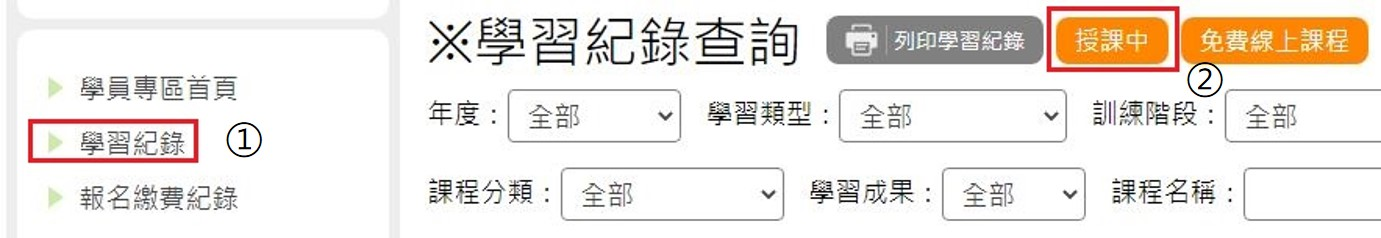 學員專區首頁
學習紀錄 ①
報名繳費紀錄
※學習紀錄查詢 列印學習紀錄 授課中 免費線上課程
②
年度：全部 學習類型：全部 訓練階段：全部
課程分類：全部 學習成果：全部 課程名稱：